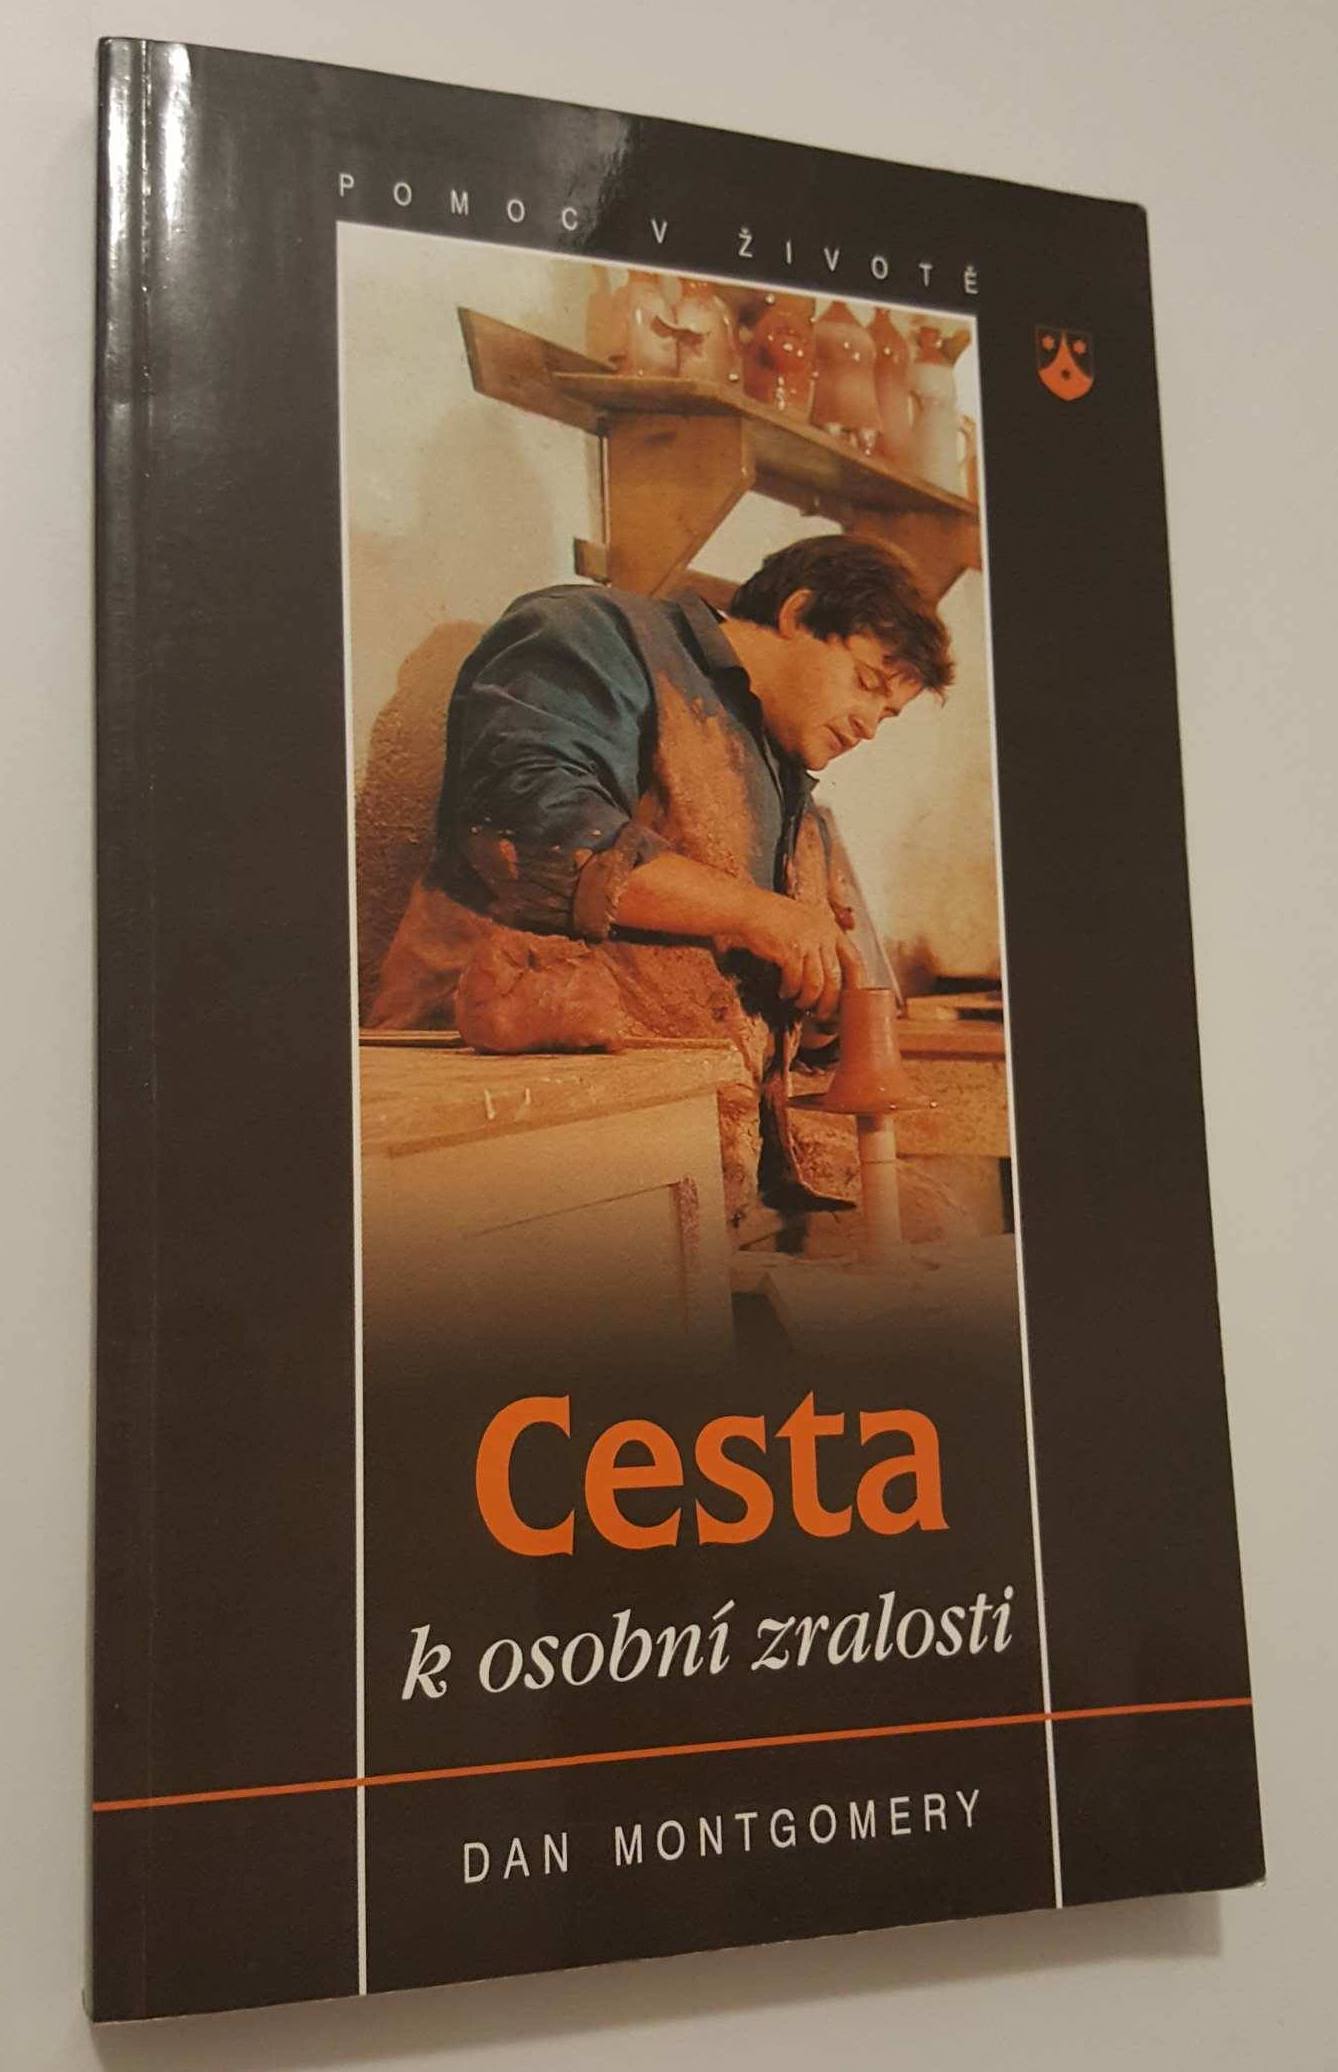 POMOC V ŽIVOTĚ
Cesta
k osobní zralosti
DAN MONTGOMERY